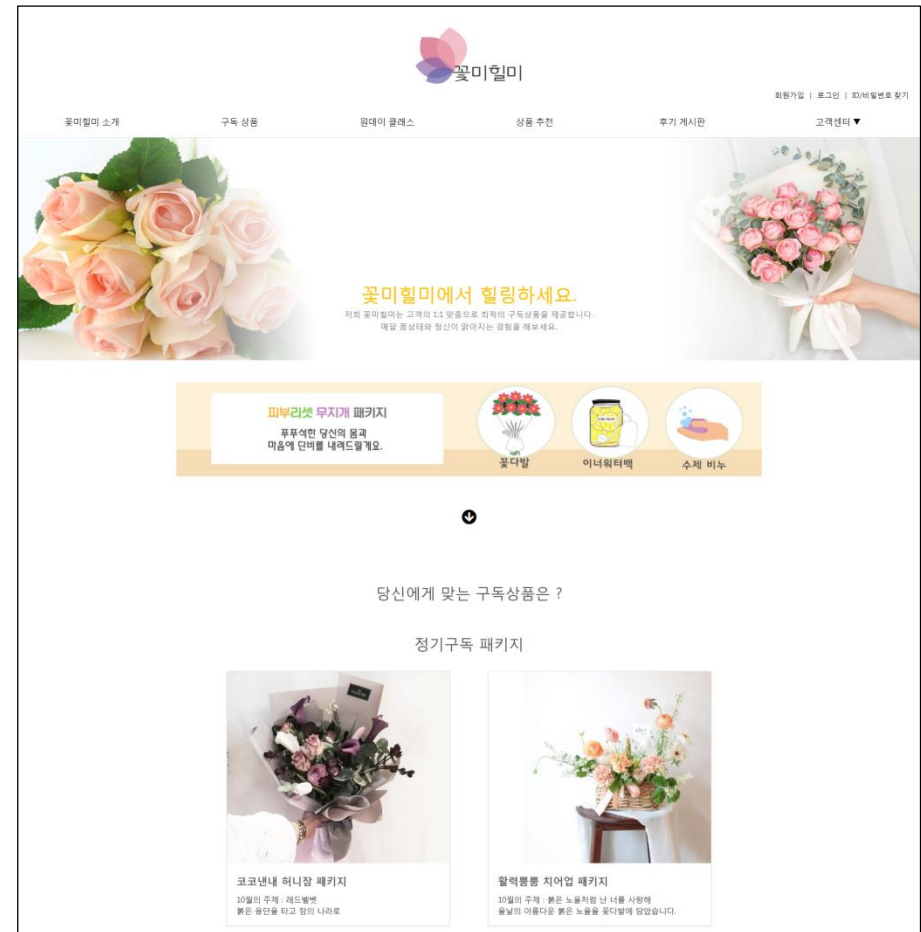 꽃미힐미
회원가입 | 로그인 | ID/비밀번호 찾기
꽃미힐미 소개 구독 상품 원데이 클래스 상품 추천 후기 게시판 고객센터 ▼
꽃미힐미에서 힐링하세요.
저희 꽃미힐미는 고객의 1:1 맞춤으로 최적의 구독상품을 제공합니다.
매달 몸상태와 정신이 맑아지는 경험을 해보세요.
피부리셋 무지개 패키지
푸푸석한 당신의 몸과
마음에 단비를 내려드릴게요.
꽃다발 이너워터백 수제 비누
당신에게 맞는 구독상품은 ?
정기구독 패키지
코코낸내 허니잠 패키지
10월의 주제 : 레드벨벳
붉은 융단을 타고 잠의 나라로
활력뿜뿜 치어업 패키지
10월의 주제 : 붉은 노을처럼 난 너를 사랑해
을날의 아름다운 붉은 노을을 꽃다발에 담았습니다.